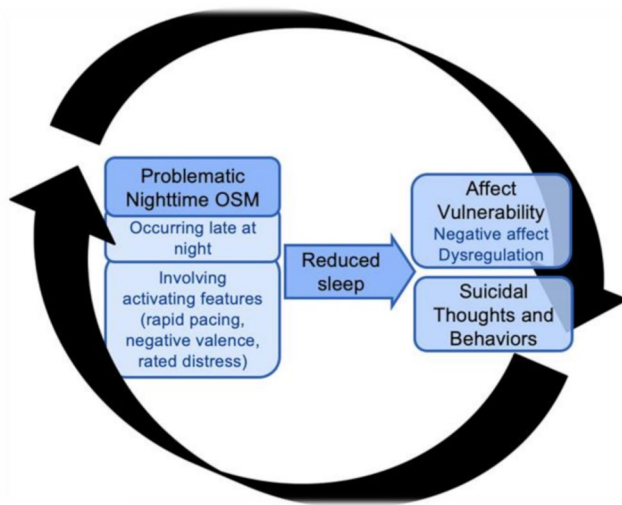 Problematic
Nighttime OSM
Occurring late at
night
Involving
activating features
(rapid pacing,
negative valence,
rated distress)
Reduced
sleep
Affect
Vulnerability
Negative affect
Dysregulation
Suicidal
Thoughts and
Behaviors